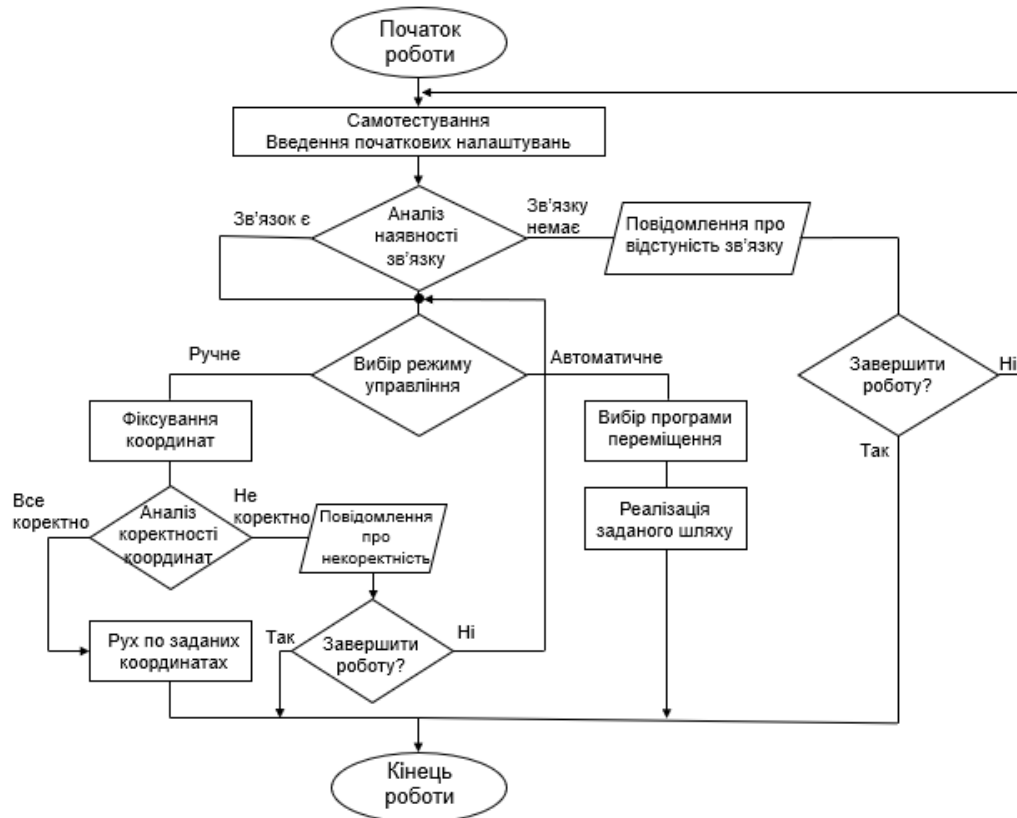 Початок
роботи
Самотестування
Введення початкових налаштувань
Зв'язок є
Аналіз
наявності
зв'язку
Зв'язку
немає
Повідомлення про
відстуність зв'язку
Ручне
Вибір режиму
управління
Автоматичне
Завершити
роботу?
Ні
Так
Фіксування
координат
Вибір програми
переміщення
Все
коректно
Аналіз
коректності
координат
Не
коректно
Повідомлення
про
некоректність
Реалізація
заданого шляху
Рух по заданих
координатах
Так
Завершити
роботу?
Ні
Кінець
роботи